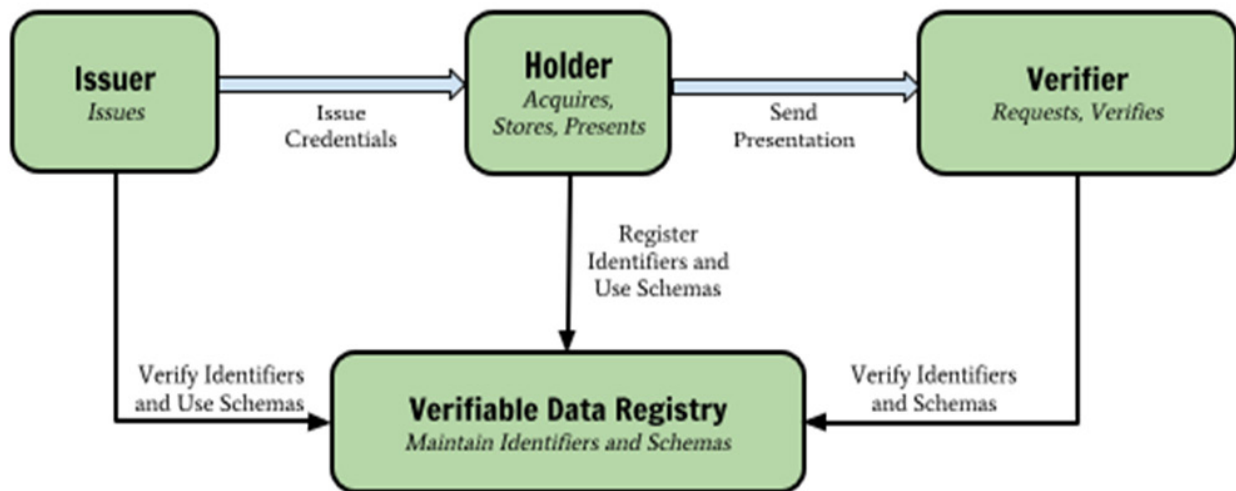 Issuer
Issues
Issue
Credentials
Holder
Acquires,
Stores, Presents
Send
Presentation
Verifier
Requests, Verifies
Register
Identifiers and
Use Schemas
Verify Identifiers
and Use Schemas
Verifiable Data Registry
Maintain Identifiers and Schemas
Verify Identifiers
and Schemas